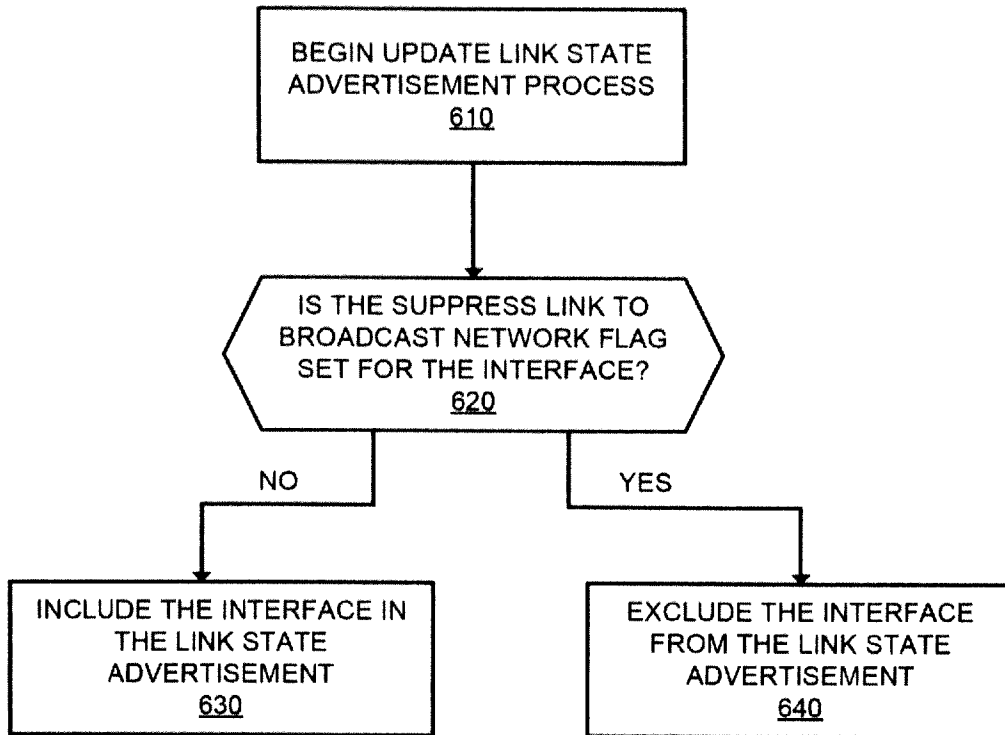 BEGIN UPDATE LINK STATE
ADVERTISEMENT PROCESS
610
IS THE SUPPRESS LINK TO
BROADCAST NETWORK FLAG
SET FOR THE INTERFACE?
620
NO
YES
INCLUDE THE INTERFACE IN
THE LINK STATE
ADVERTISEMENT
630
EXCLUDE THE INTERFACE
FROM THE LINK STATE
ADVERTISEMENT
640